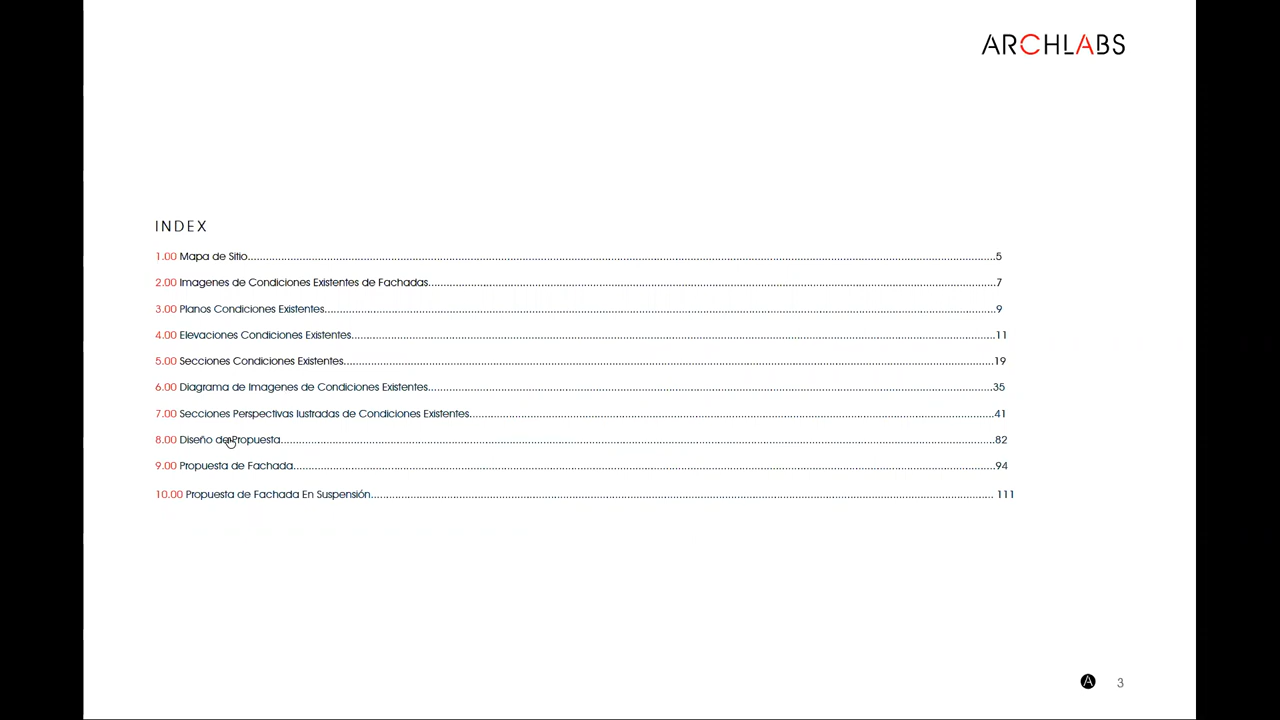 ARCHLABS
INDEX
1.00 Mapa de Sitio........................................5
2.00 Imagenes de Condiciones Existentes de Fachadas........................................7
3.00 Planos Condiciones Existentes........................................9
4.00 Elevaciones Condiciones Existentes........................................11
5.00 Secciones Condiciones Existentes........................................19
6.00 Diagrama de Imagenes de Condiciones Existentes........................................35
7.00 Secciones Perspectivas Iustradas de Condiciones Existentes........................................41
8.00 Diseño de Propuesta........................................82
9.00 Propuesta de Fachada........................................94
10.00 Propuesta de Fachada En Suspensión........................................ 111
A 3